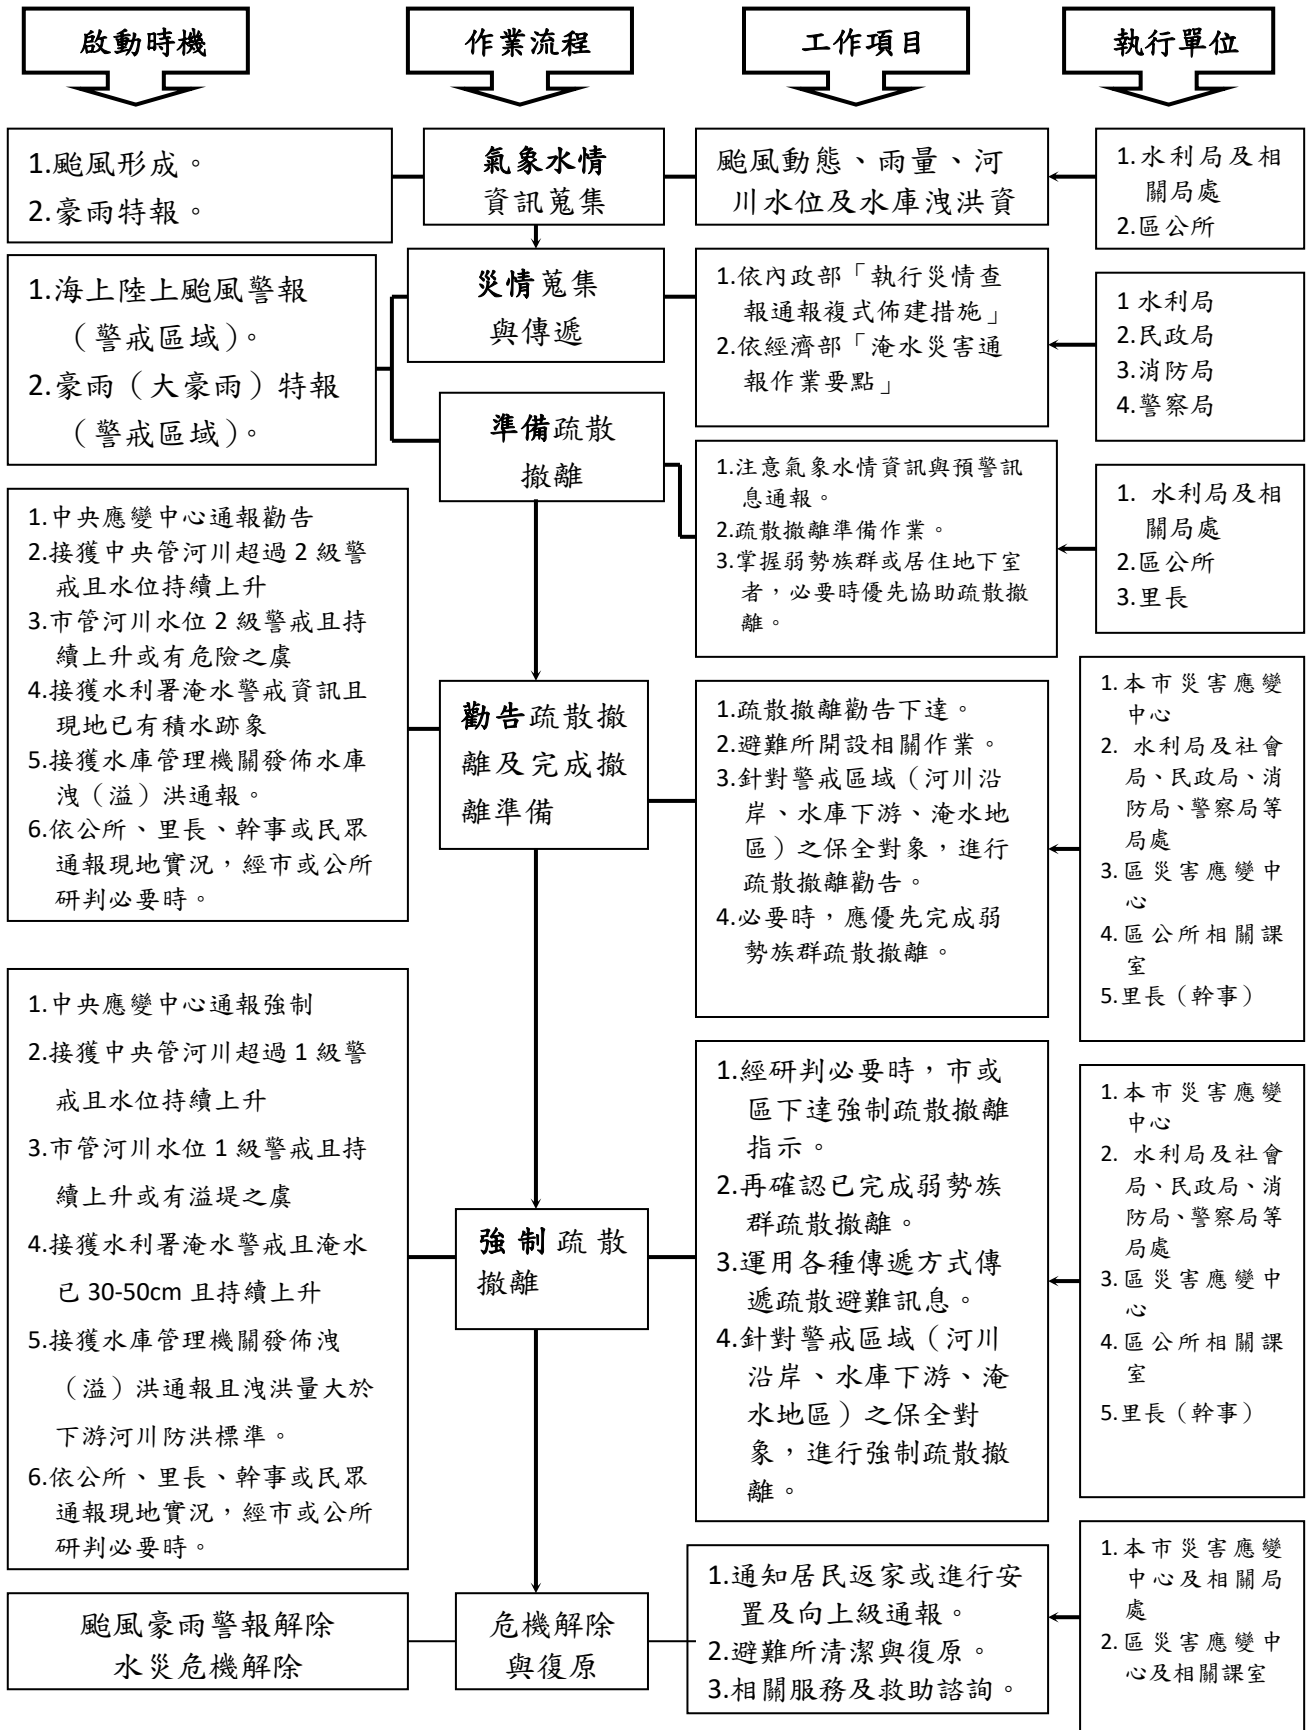 啟動時機
作業流程
工作項目
執行單位
1.颱風形成。
2.豪雨特報。
氣象水情
資訊蒐集
颱風動態、雨量、河
川水位及水庫洩洪資
1.水利局及相
關局處
2.區公所
1.海上陸上颱風警報
（警戒區域）。
2.豪雨（大豪雨）特報
（警戒區域）。
災情蒐集
與傳遞
1.依內政部「執行災情查
報通報複式佈建措施」
2.依經濟部「淹水災害通
報作業要點」
1 水利局
2.民政局
3.消防局
4.警察局
準備疏散
撤離
1.注意氣象水情資訊與預警訊
息通報。
2.疏散撤離準備作業。
3.掌握弱勢族群或居住地下室
者，必要時優先協助疏散撤
離。
1. 水利局及相
關局處
2.區公所
3.里長
1.中央應變中心通報勸告
2.接獲中央管河川超過 2 級警
戒且水位持續上升
3.市管河川水位 2 級警戒且持
續上升或有危險之虞
4.接獲水利署淹水警戒資訊且
現地已有積水跡象
5.接獲水庫管理機關發佈水庫
洩（溢）洪通報。
6.依公所、里長、幹事或民眾
通報現地實況，經市或公所
研判必要時。
勸告疏散撤
離及完成撤
離準備
1.疏散撤離勸告下達。
2.避難所開設相關作業。
3.針對警戒區域（河川沿
岸、水庫下游、淹水地
區）之保全對象，進行
疏散撤離勸告。
4.必要時，應優先完成弱
勢族群疏散撤離。
1.本市災害應變
中心
2. 水利局及社會
局、民政局、消
防局、警察局等
局處
3.區災害應變中
心
4.區公所相關課
室
5.里長（幹事）
1.中央應變中心通報強制
2.接獲中央管河川超過 1 級警
戒且水位持續上升
3.市管河川水位 1 級警戒且持
續上升或有溢堤之虞
4.接獲水利署淹水警戒且淹水
已 30-50cm 且持續上升
5.接獲水庫管理機關發佈洩
（溢）洪通報且洩洪量大於
下游河川防洪標準。
6.依公所、里長、幹事或民眾
通報現地實況，經市或公所
研判必要時。
強制疏散
撤離
1.經研判必要時，市或
區下達強制疏散撤離
指示。
2.再確認已完成弱勢族
群疏散撤離。
3.運用各種傳遞方式傳
遞疏散避難訊息。
4.針對警戒區域（河川
沿岸、水庫下游、淹
水地區）之保全對
象，進行強制疏散撤
離。
1.本市災害應變
中心
2. 水利局及社會
局、民政局、消
防局、警察局等
局處
3.區災害應變中
心
4.區公所相關課
室
5.里長（幹事）
颱風豪雨警報解除
水災危機解除
危機解除
與復原
1.通知居民返家或進行安
置及向上級通報。
2.避難所清潔與復原。
3.相關服務及救助諮詢。
1.本市災害應變
中心及相關局
處
2.區災害應變中
心及相關課室